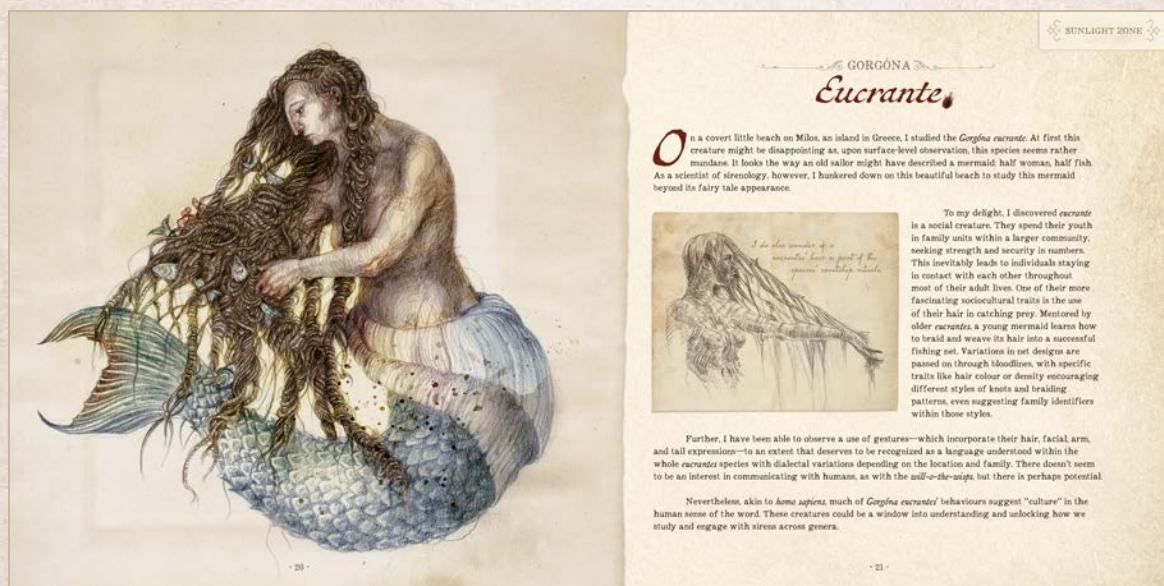 SUNLIGHT ZONE
GORGÓNA
Eucrante
On a covert little beach on Milos, an island in Greece, I studied the Gorgóna eucrante. At first this
creature might be disappointing as, upon surface-level observation, this species seems rather
mundane. It looks the way an old sailor might have described a mermaid: half woman, half fish.
As a scientist of sirenology, however, I hunkered down on this beautiful beach to study this mermaid
beyond its fairy tale appearance.
I do also wonder if a
eucrantes' hair is part of the
species' courtship rituals
To my delight, I discovered eucrante
is a social creature. They spend their youth
in family units within a larger community,
seeking strength and security in numbers.
This inevitably leads to individuals staying
in contact with each other throughout
most of their adult lives. One of their more
fascinating sociocultural traits is the use
of their hair in catching prey. Mentored by
older eucrantes, a young mermaid learns how
to braid and weave its hair into a successful
fishing net. Variations in net designs are
passed on through bloodlines, with specific
traits like hair colour or density encouraging
different styles of knots and braiding
patterns, even suggesting family identifiers
within those styles.
Further, I have been able to observe a use of gestures—which incorporate their hair, facial, arm,
and tail expressions—to an extent that deserves to be recognized as a language understood within the
whole eucrantes species with dialectal variations depending on the location and family. There doesn't seem
to be an interest in communicating with humans, as with the will-o-the-wisps, but there is perhaps potential.
Nevertheless, akin to homo sapiens, much of Gorgóna eucrantes' behaviours suggest "culture" in the
human sense of the word. These creatures could be a window into understanding and unlocking how we
study and engage with sirens across genera.
· 20 ·
· 21 ·